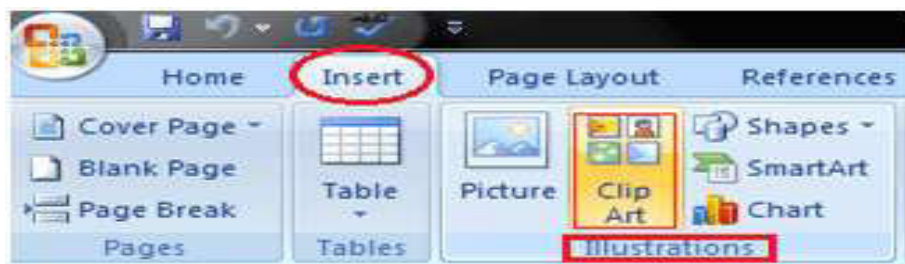 Home Insert Page Layout References
Cover Page
Blank Page
Page Break
Pages
Table
Tables
Picture
Clip
Art
Shapes
SmartArt
Chart
Illustrations